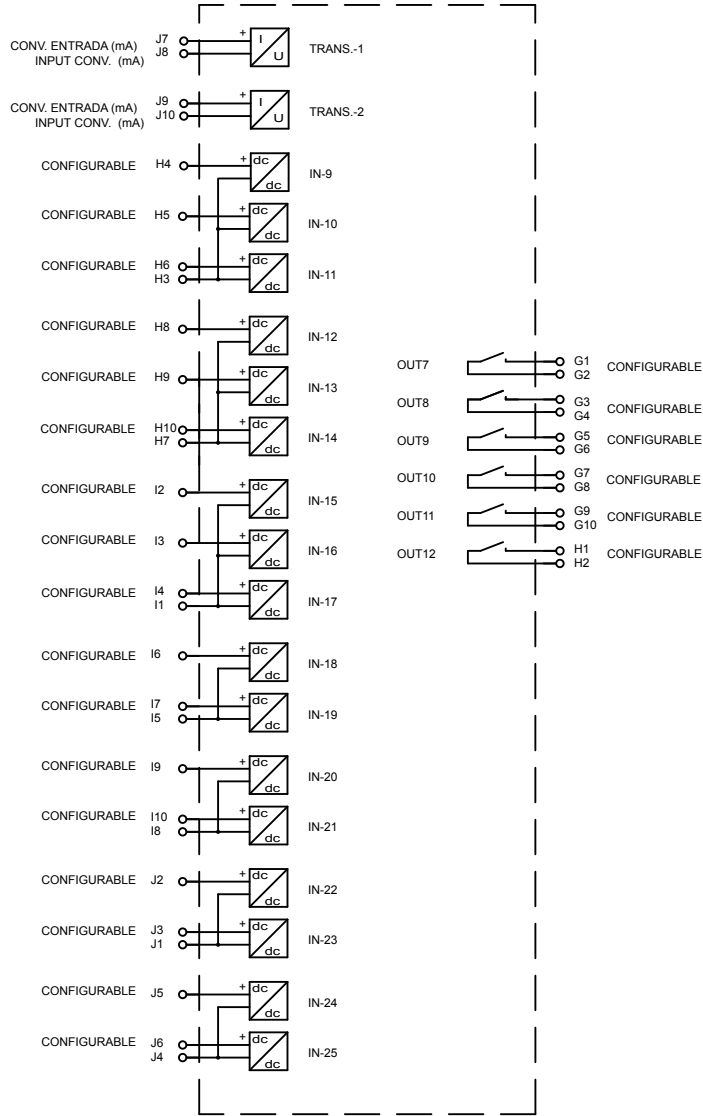 CONV. ENTRADA (mA) J7 + I TRANS.-1
INPUT CONV. (mA) J8 U
CONV. ENTRADA (mA) J9 + I TRANS.-2
INPUT CONV. (mA) J10 U
CONFIGURABLE H4 + dc IN-9
dc
CONFIGURABLE H5 + dc IN-10
dc
CONFIGURABLE H6 + dc IN-11
H3 dc
CONFIGURABLE H8 + dc IN-12
dc
OUT7 G1 CONFIGURABLE
G2
CONFIGURABLE H9 + dc IN-13
dc
OUT8 G3 CONFIGURABLE
G4
CONFIGURABLE H10 + dc IN-14
H7 dc
OUT9 G5 CONFIGURABLE
G6
OUT10 G7 CONFIGURABLE
G8
CONFIGURABLE I2 + dc IN-15
dc
OUT11 G9 CONFIGURABLE
G10
CONFIGURABLE I3 + dc IN-16
dc
OUT12 H1 CONFIGURABLE
H2
CONFIGURABLE I4 + dc IN-17
I1 dc
CONFIGURABLE I6 + dc IN-18
dc
CONFIGURABLE I7 + dc IN-19
I5 dc
CONFIGURABLE I9 + dc IN-20
dc
CONFIGURABLE I10 + dc IN-21
I8 dc
CONFIGURABLE J2 + dc IN-22
dc
CONFIGURABLE J3 + dc IN-23
J1 dc
CONFIGURABLE J5 + dc IN-24
dc
CONFIGURABLE J6 + dc IN-25
J4 dc